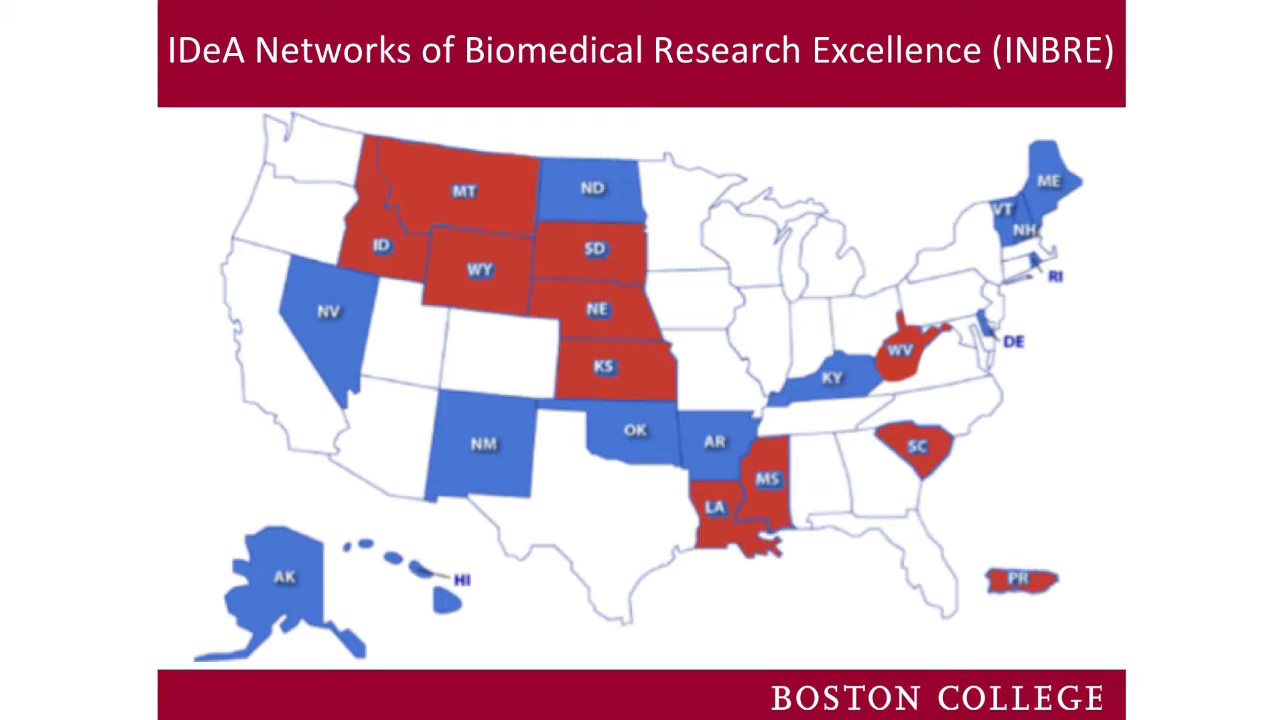 IDeA Networks of Biomedical Research Excellence (INBRE)
MT
ND
ME
VT
NH
ID
SD
WY
RI
NV
NE
DE
WV
KS
KY
OK
AR
NM
SC
MS
LA
AK
HI
PR
BOSTON COLLEGE